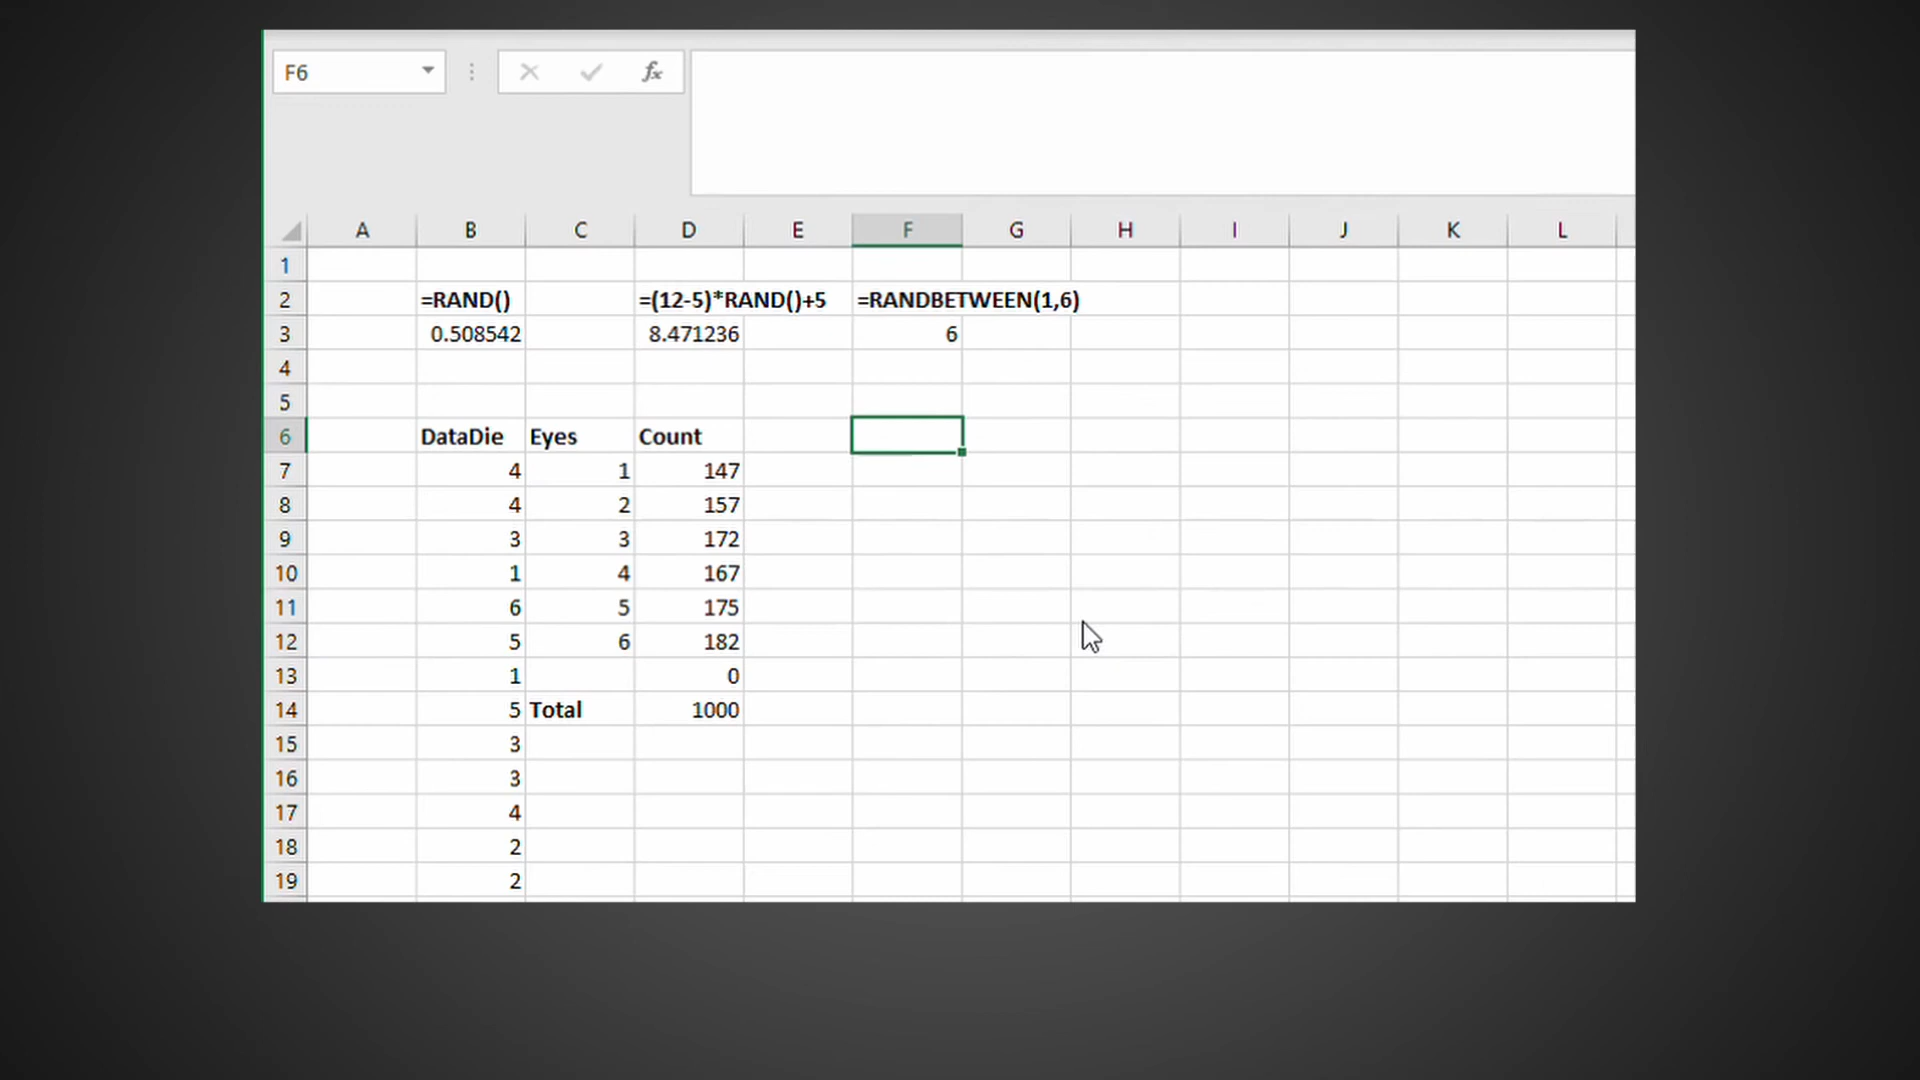 F6 fx
A B C D E F G H I J K L
1
2 =RAND() =(12-5)*RAND()+5 =RANDBETWEEN(1,6)
3 0.508542 8.471236 6
4
5
6 DataDie Eyes Count
7 4 1 147
8 4 2 157
9 3 3 172
10 1 4 167
11 6 5 175
12 5 6 182
13 1 0
14 5 Total 1000
15 3
16 3
17 4
18 2
19 2